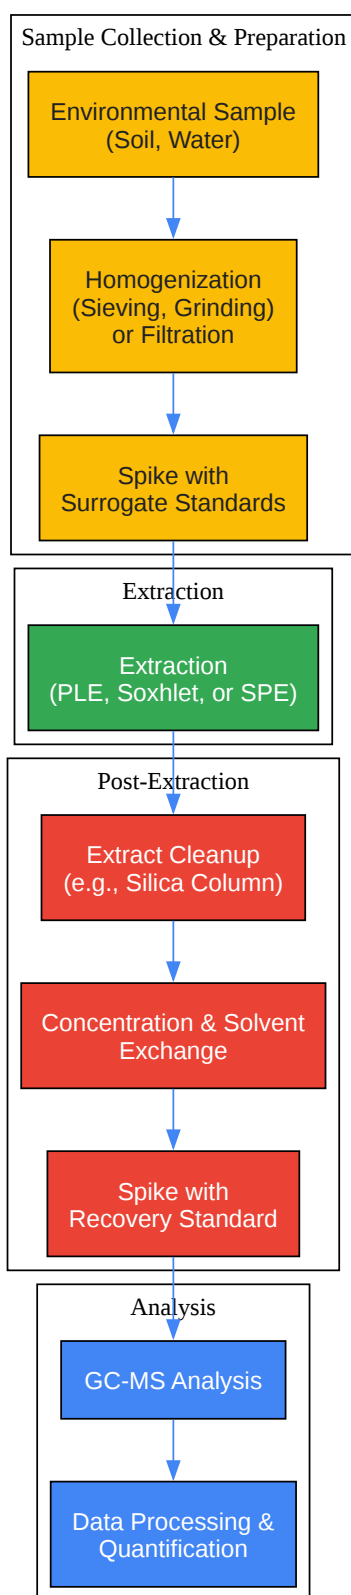 Sample Collection & Preparation
Environmental Sample
(Soil, Water)
Homogenization
(Sieving, Grinding)
or Filtration
Spike with
Surrogate Standards
Extraction
Extraction
(PLE, Soxhlet, or SPE)
Post-Extraction
Extract Cleanup
(e.g., Silica Column)
Concentration & Solvent
Exchange
Spike with
Recovery Standard
Analysis
GC-MS Analysis
Data Processing &
Quantification